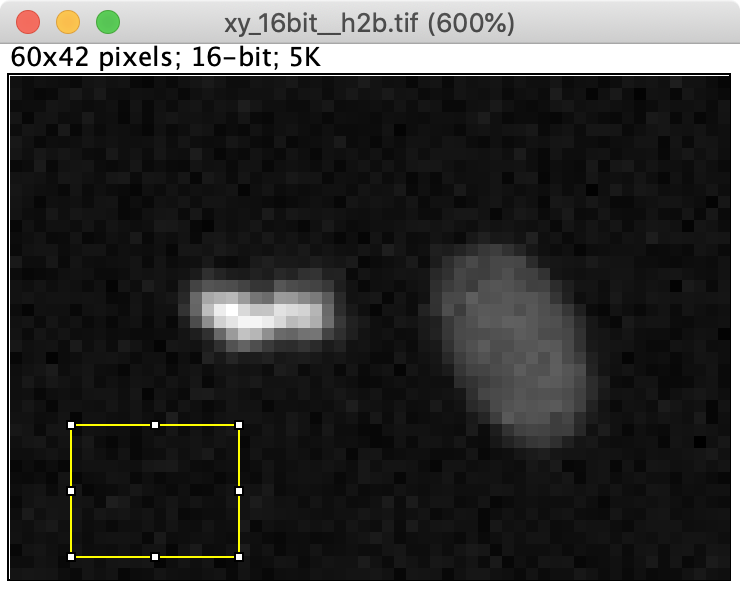 xy_16bit__h2b.tif (600%)
60x42 pixels; 16-bit; 5K